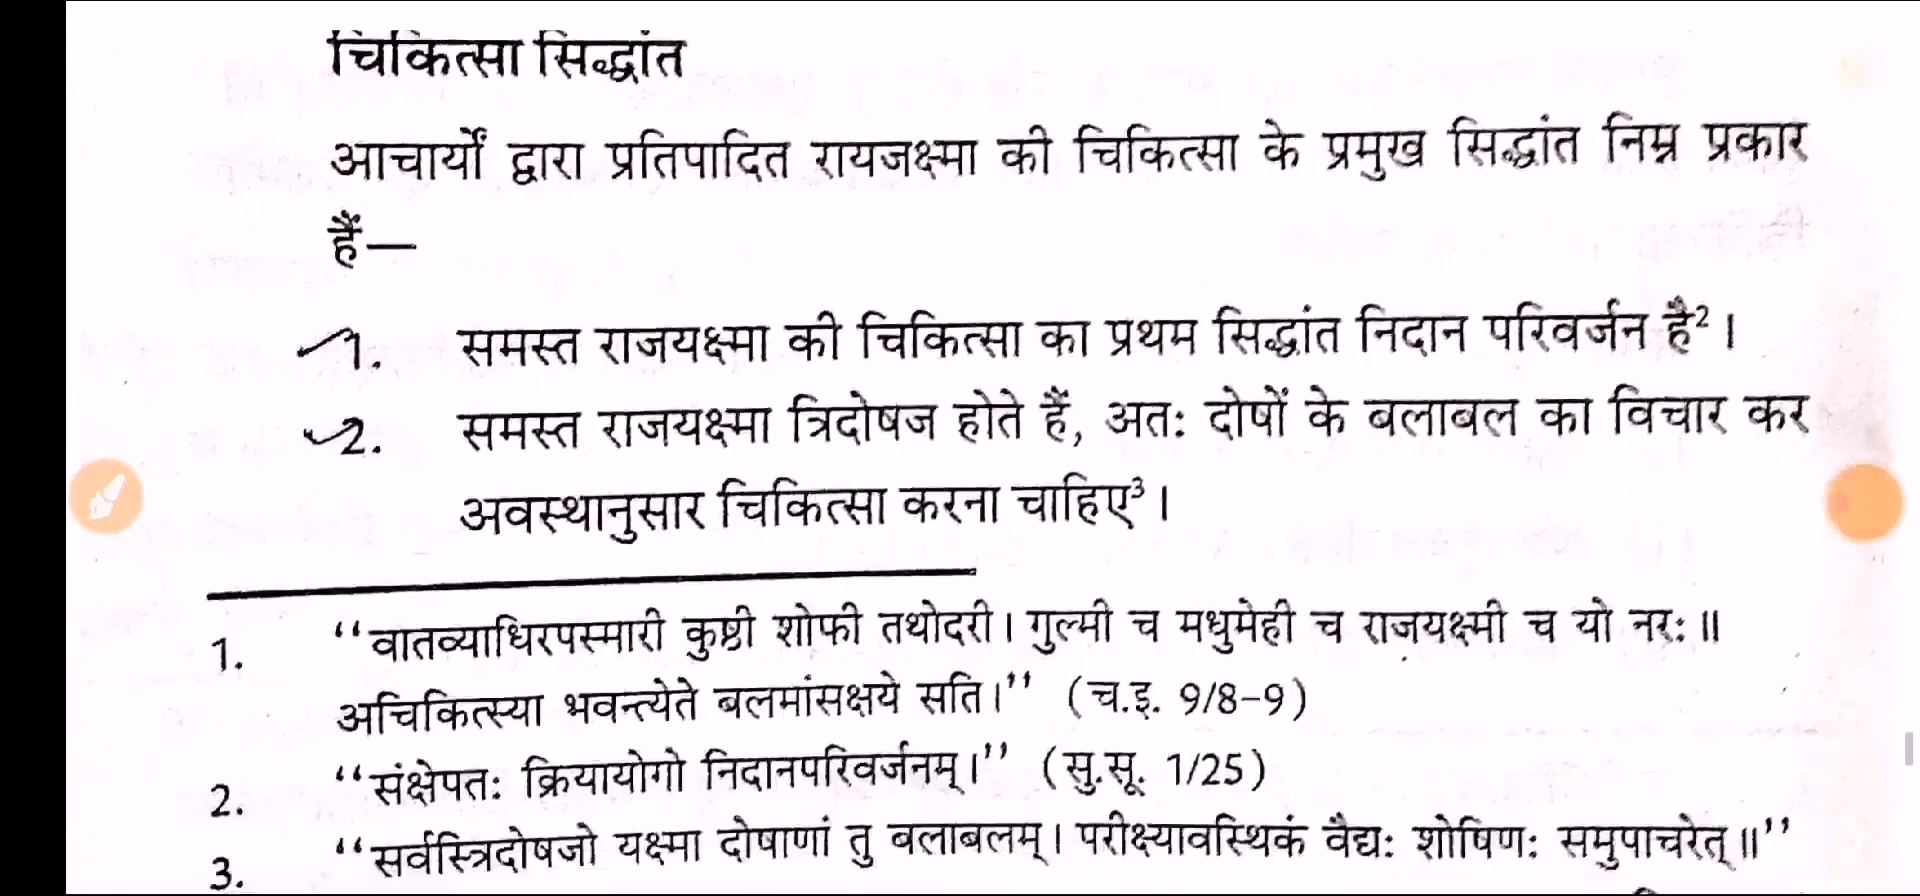 चिकित्सा सिद्धांत
आचार्यों द्वारा प्रतिपादित रायजक्ष्मा की चिकित्सा के प्रमुख सिद्धांत निम्न प्रकार
हैं—
1. समस्त राजयक्ष्मा की चिकित्सा का प्रथम सिद्धांत निदान परिवर्जन है²।
2. समस्त राजयक्ष्मा त्रिदोषज होते हैं, अतः दोषों के बलाबल का विचार कर
अवस्थानुसार चिकित्सा करना चाहिए³।
1. ‘‘वातव्याधिरपस्मारी कुष्ठी शोफी तथोदरी। गुल्मी च मधुमेही च राजयक्ष्मी च यो नरः॥
अचिकित्स्या भवन्त्येते बलमांसक्षये सति।’’ (च.इ. 9/8-9)
2. ‘‘संक्षेपतः क्रियायोगो निदानपरिवर्जनम्।’’ (सु.सू. 1/25)
3. ‘‘सर्वस्त्रिदोषजो यक्ष्मा दोषाणां तु बलाबलम्। परीक्ष्यावस्थिकं वैद्यः शोषिणः समुपाचरेत्॥’’